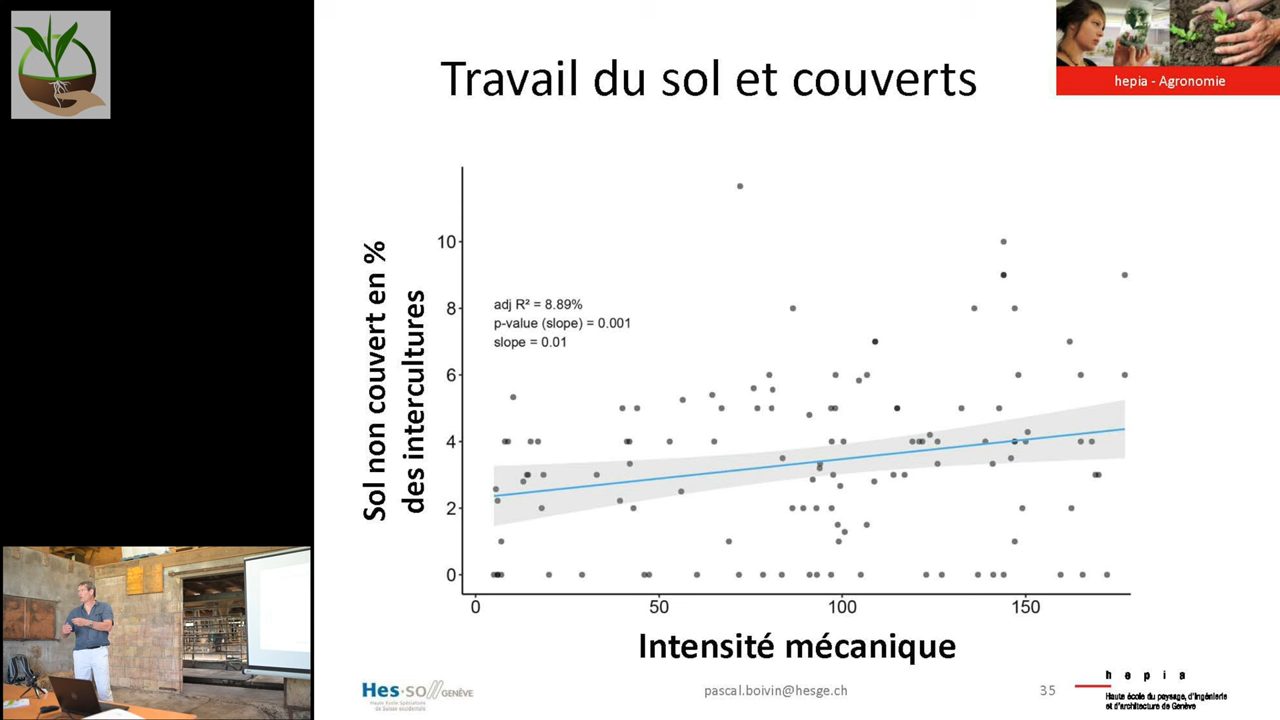 Travail du sol et couverts
hepia - Agronomie
Sol non couvert en %
des intercultures
10
8
6
4
2
0
adj R² = 8.89%
p-value (slope) = 0.001
slope = 0.01
0 50 100 150
Intensité mécanique
Hes·so// GENÈVE
Haute Ecole Spécialisée
de Suisse occidentale
pascal.boivin@hesge.ch
35
h e p i a
Haute école du paysage, d'ingénierie
et d'architecture de Genève